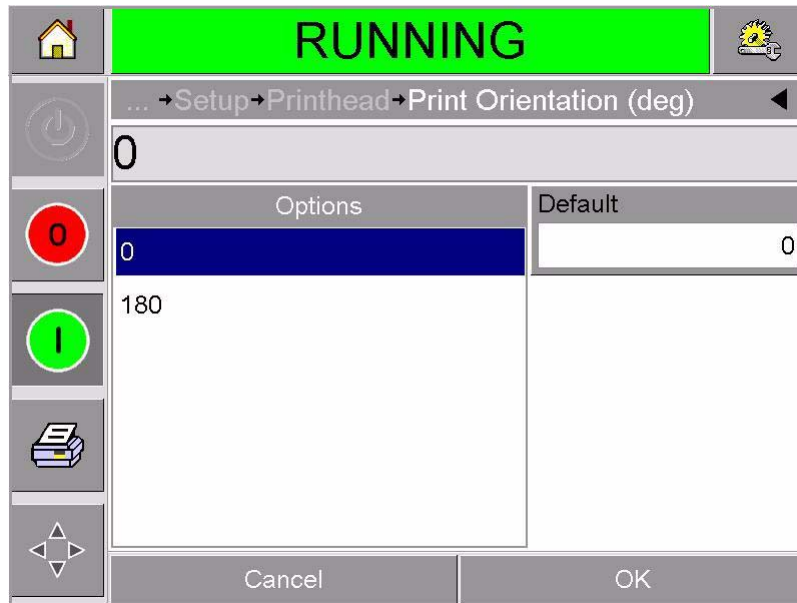 RUNNING
... →Setup→Printhead→Print Orientation (deg)
0
Options
Default
0
0
0
180
I
Cancel
OK